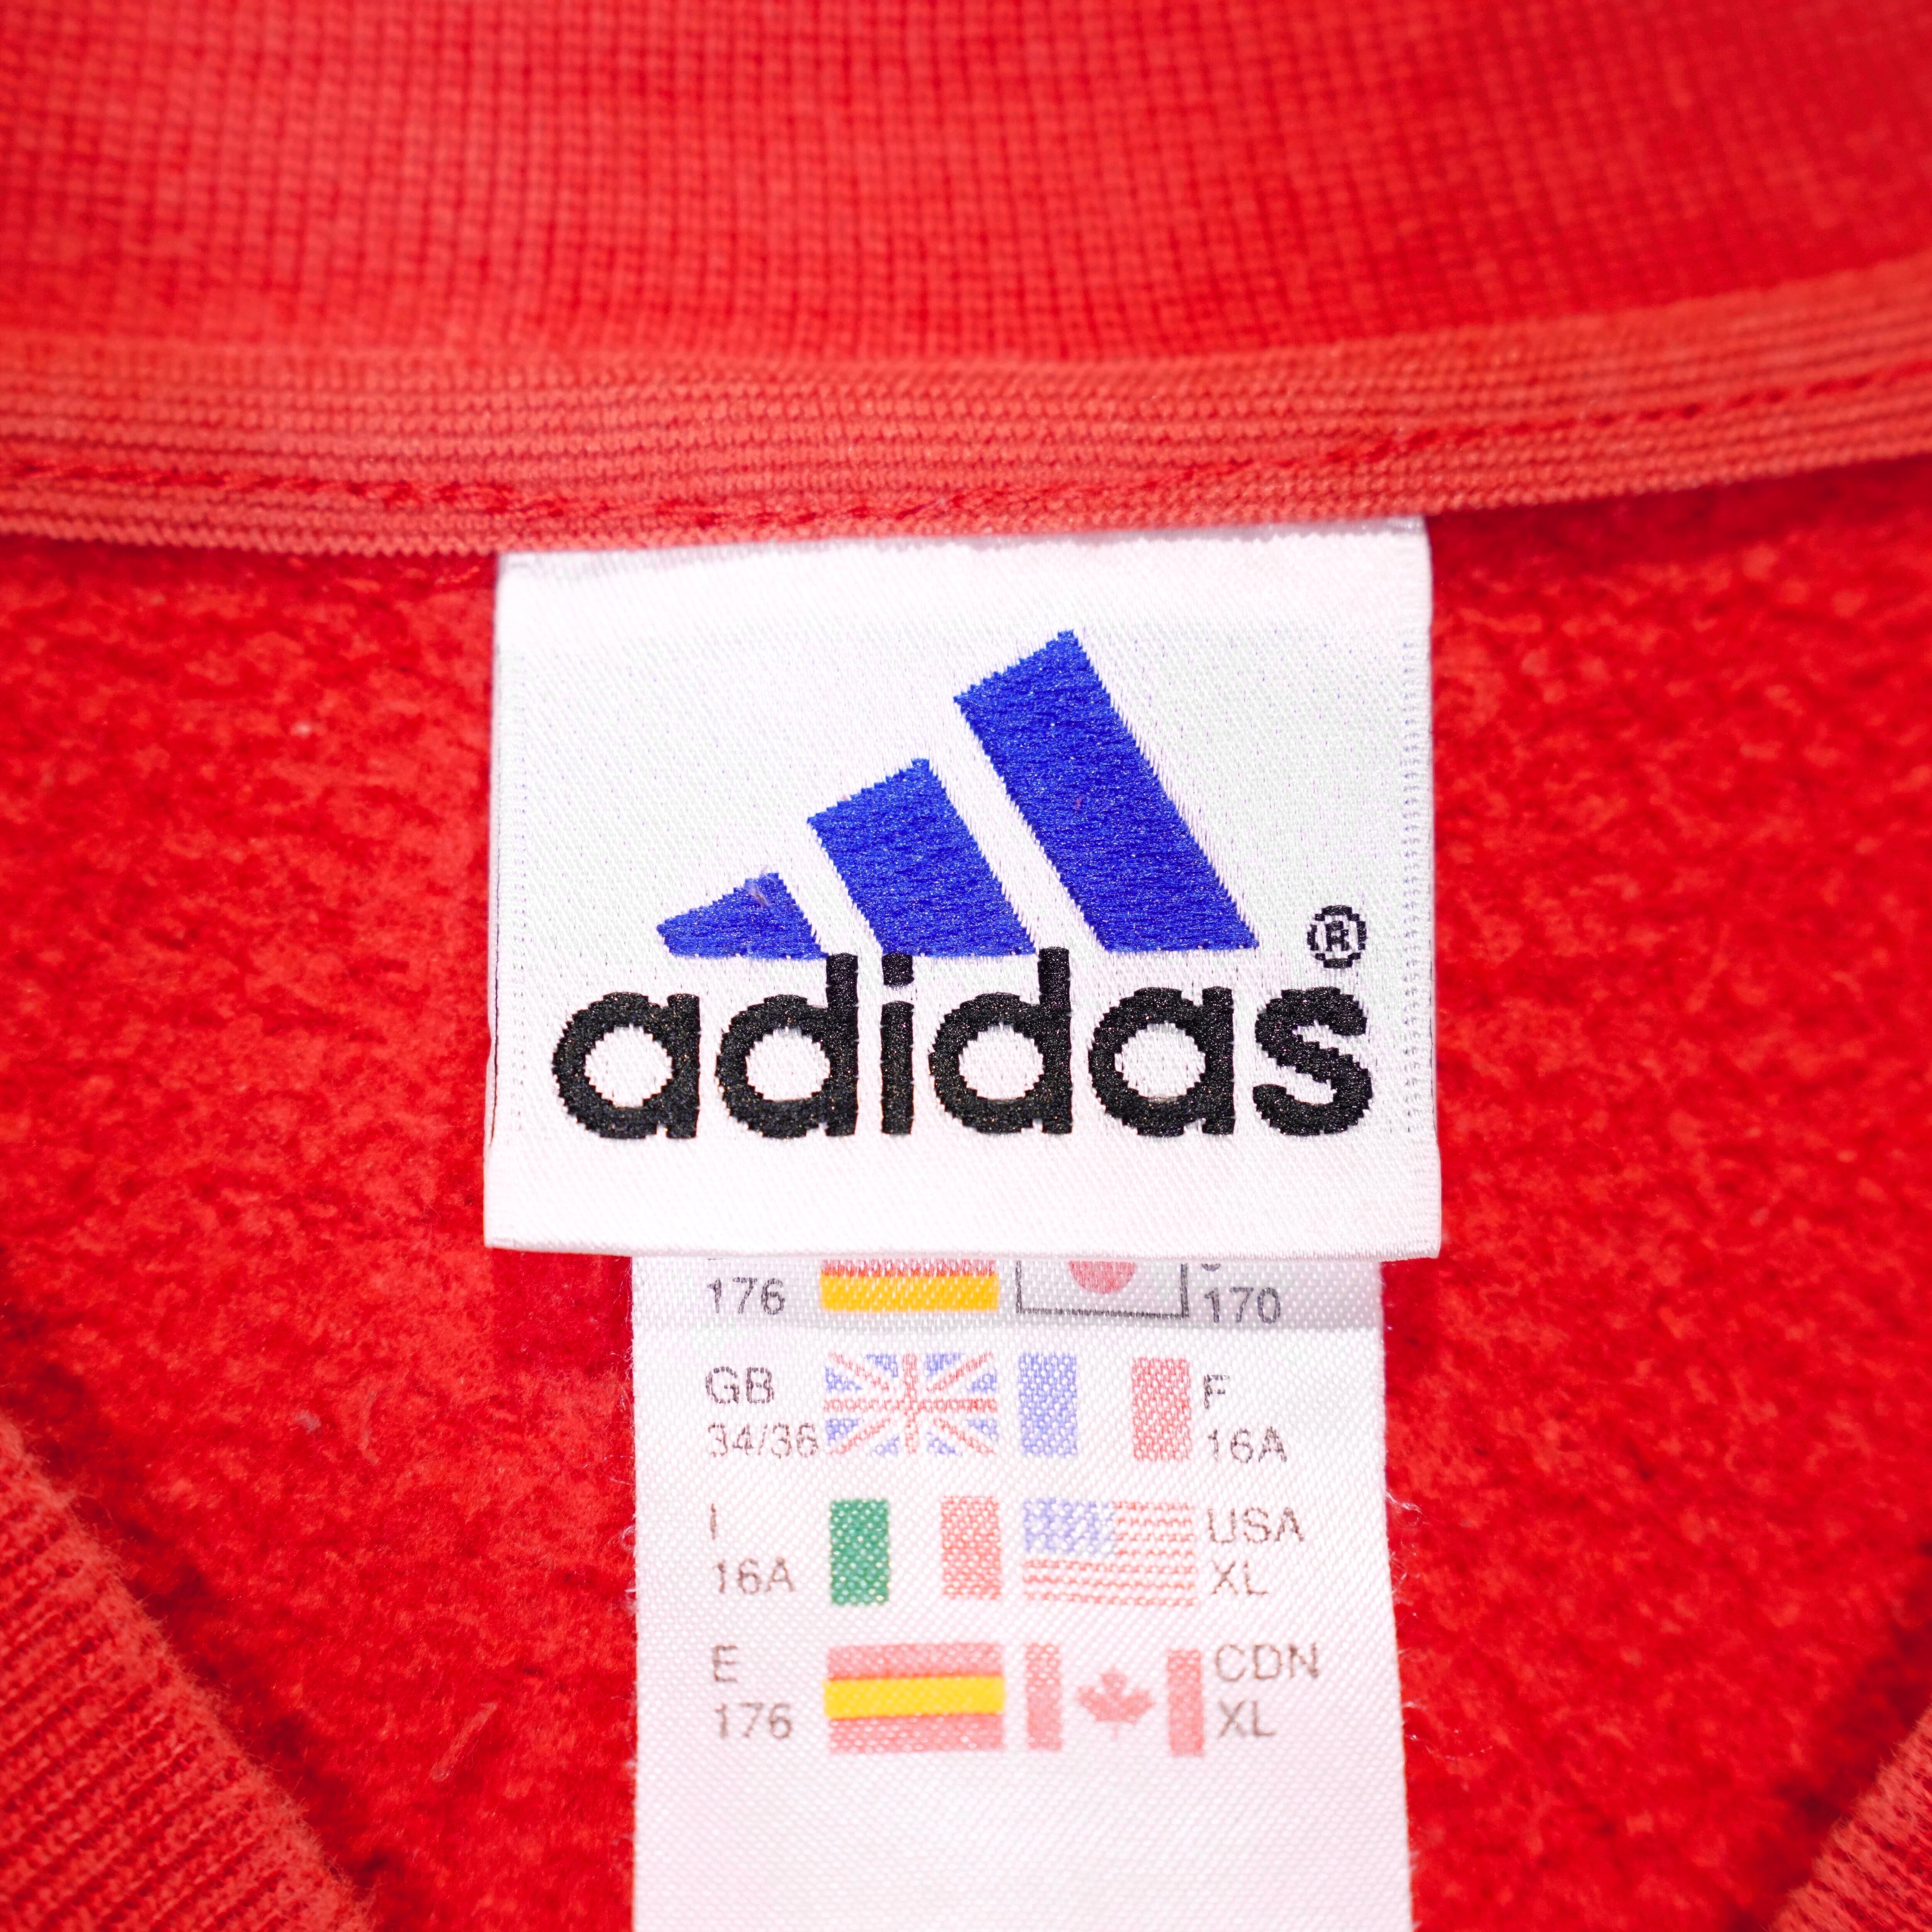 adidas®
176
170
GB
34/36
F
16A
I
16A
USA
XL
E
176
CDN
XL